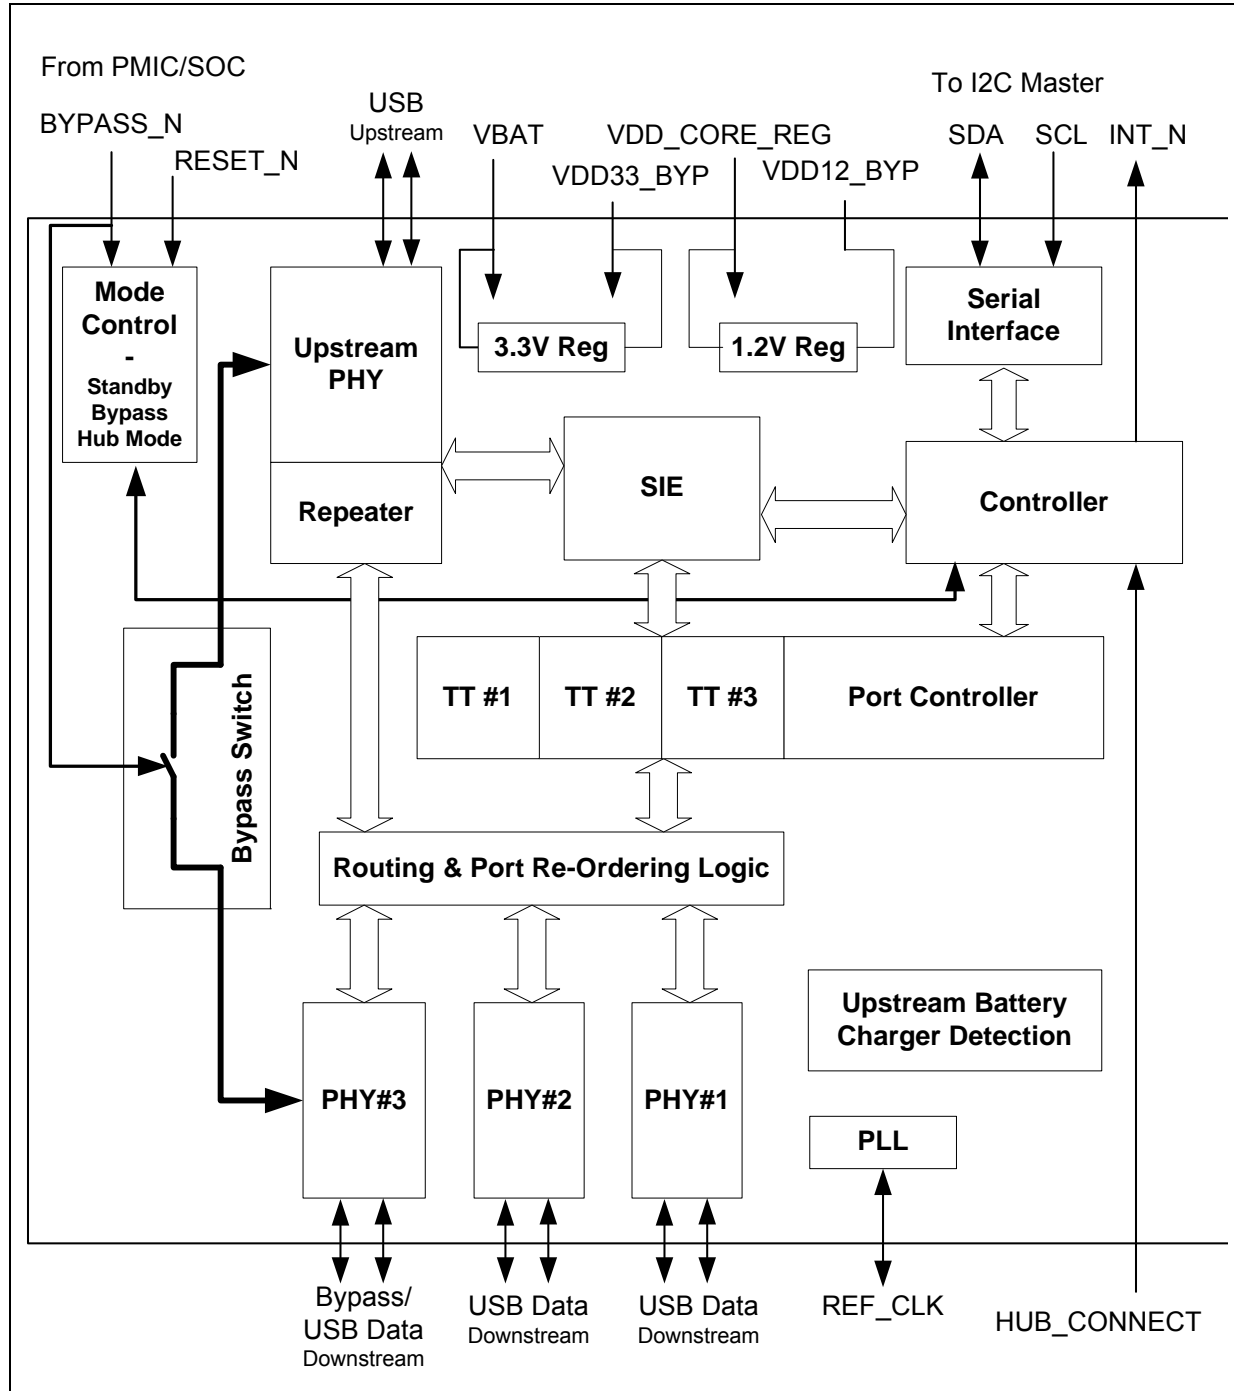 From PMIC/SOC
To I2C Master
BYPASS_N
RESET_N
USB
Upstream
VBAT
VDD33_BYP
VDD_CORE_REG
VDD12_BYP
SDA
SCL
INT_N
Mode
Control
-
Standby
Bypass
Hub Mode
Upstream
PHY
3.3V Reg
1.2V Reg
Serial
Interface
Repeater
SIE
Controller
Bypass Switch
TT #1
TT #2
TT #3
Port Controller
Routing & Port Re-Ordering Logic
Upstream Battery
Charger Detection
PHY#3
PHY#2
PHY#1
PLL
Bypass/
USB Data
Downstream
USB Data
Downstream
USB Data
Downstream
REF_CLK
HUB_CONNECT